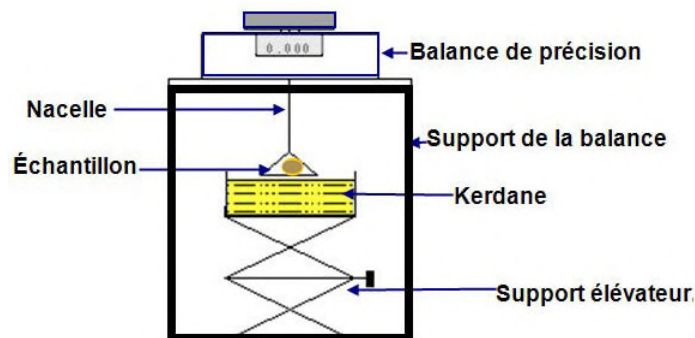 0.000
Balance de précision
Nacelle
Support de la balance
Échantillon
Kerdane
Support élévateur.